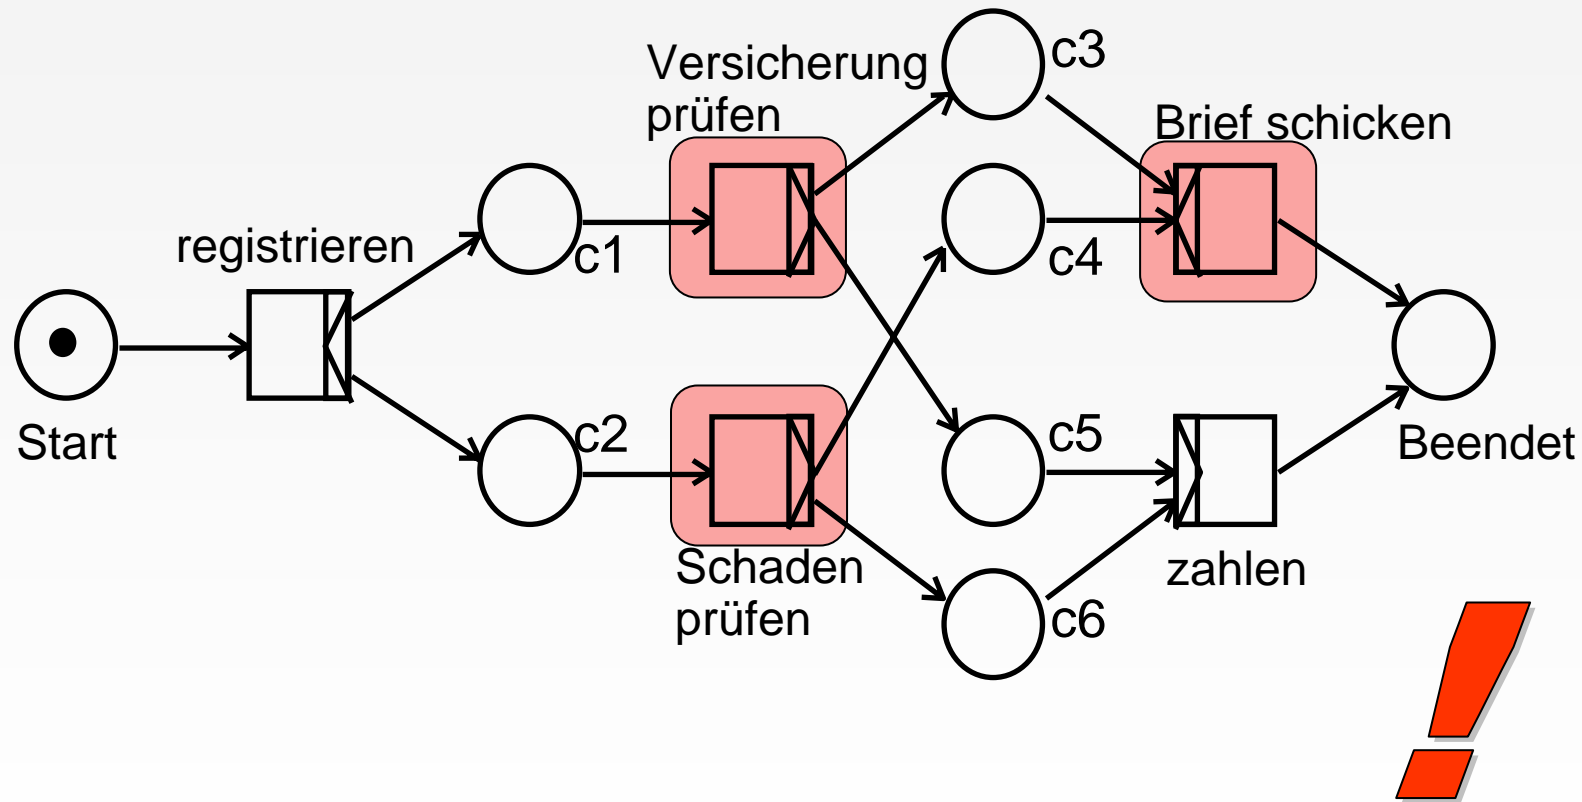 Versicherung
prüfen
c3
Brief schicken
registrieren
c1
c4
Start
c2
c5
Beendet
Schaden
prüfen
zahlen
c6